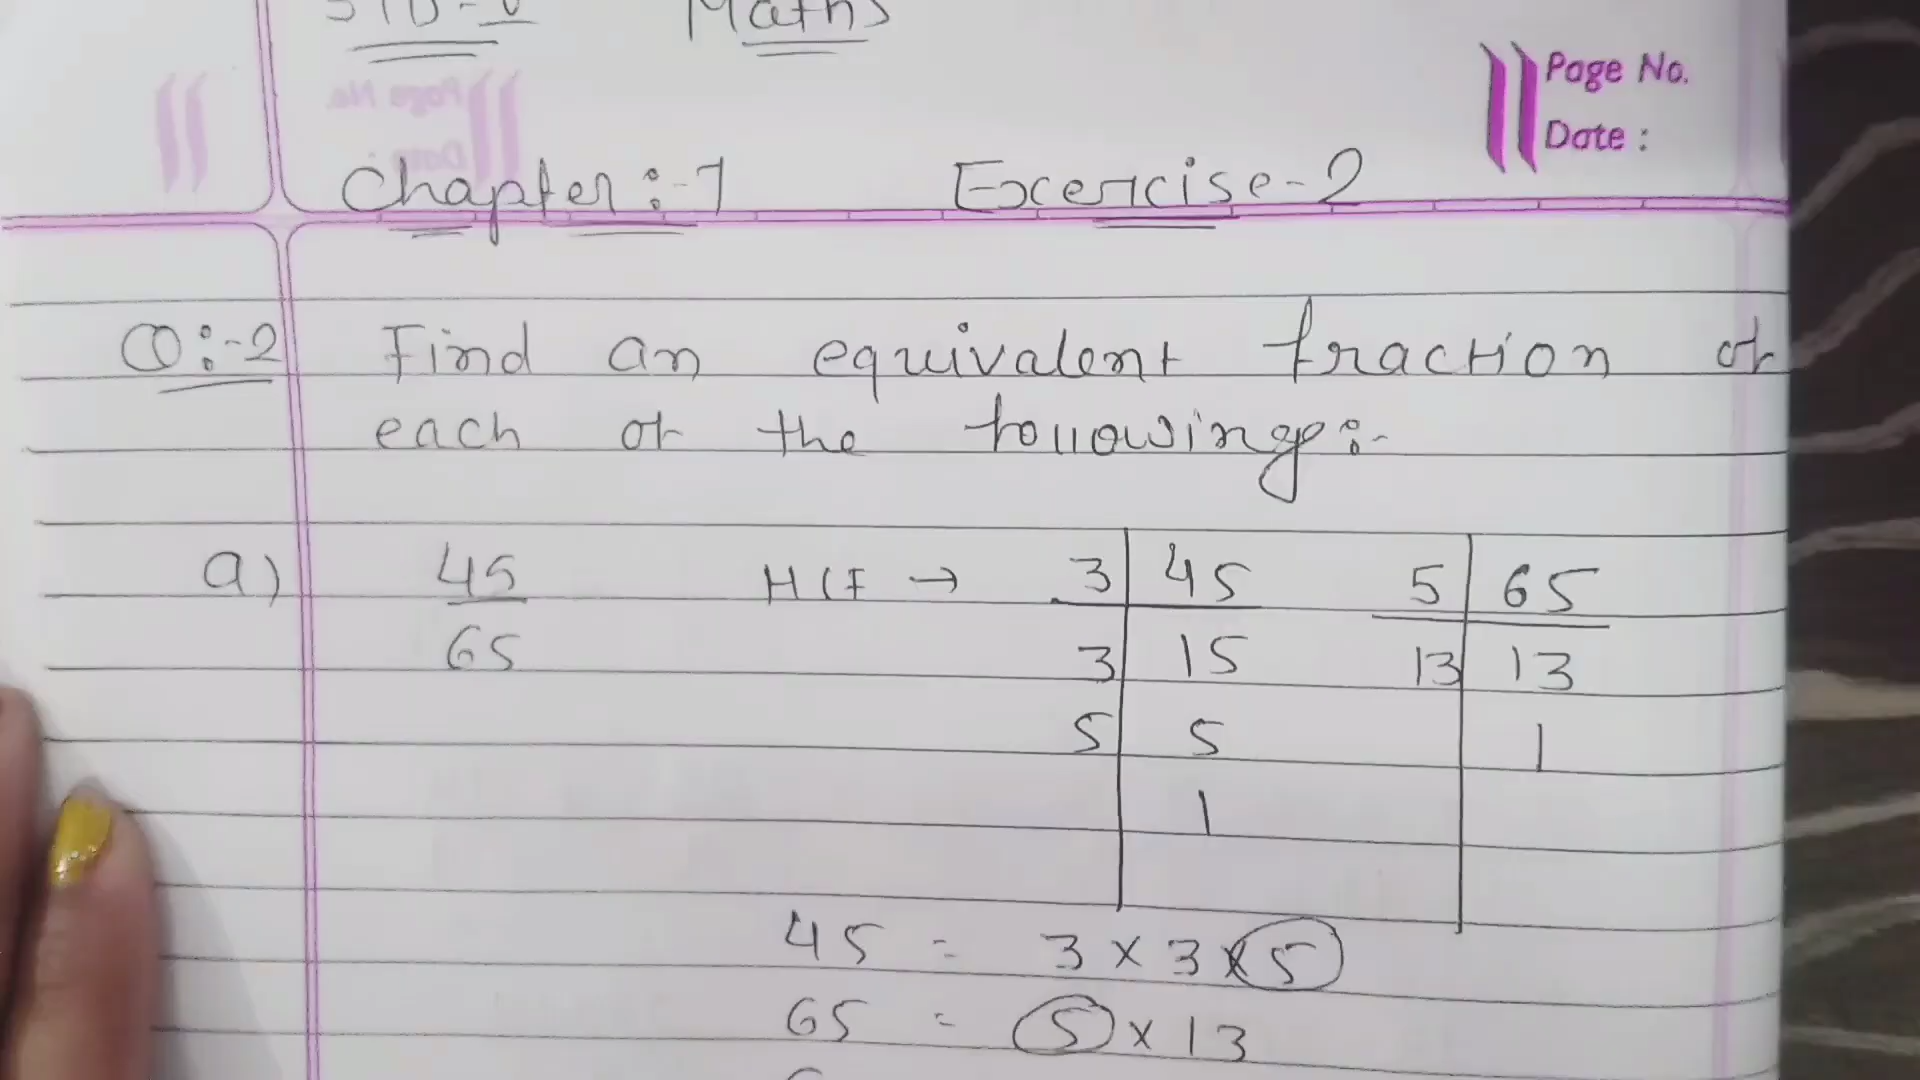 STD-V Maths
Page No.
Date :
Chapter:-7 Exercise-2
Q:-2 Find an equivalent fraction of
each of the following:-
a) 45 HCF → 3 45 5 65
65 3 15 13 13
5 5 1
1
45 = 3 × 3 × 5
65 = 5 × 13